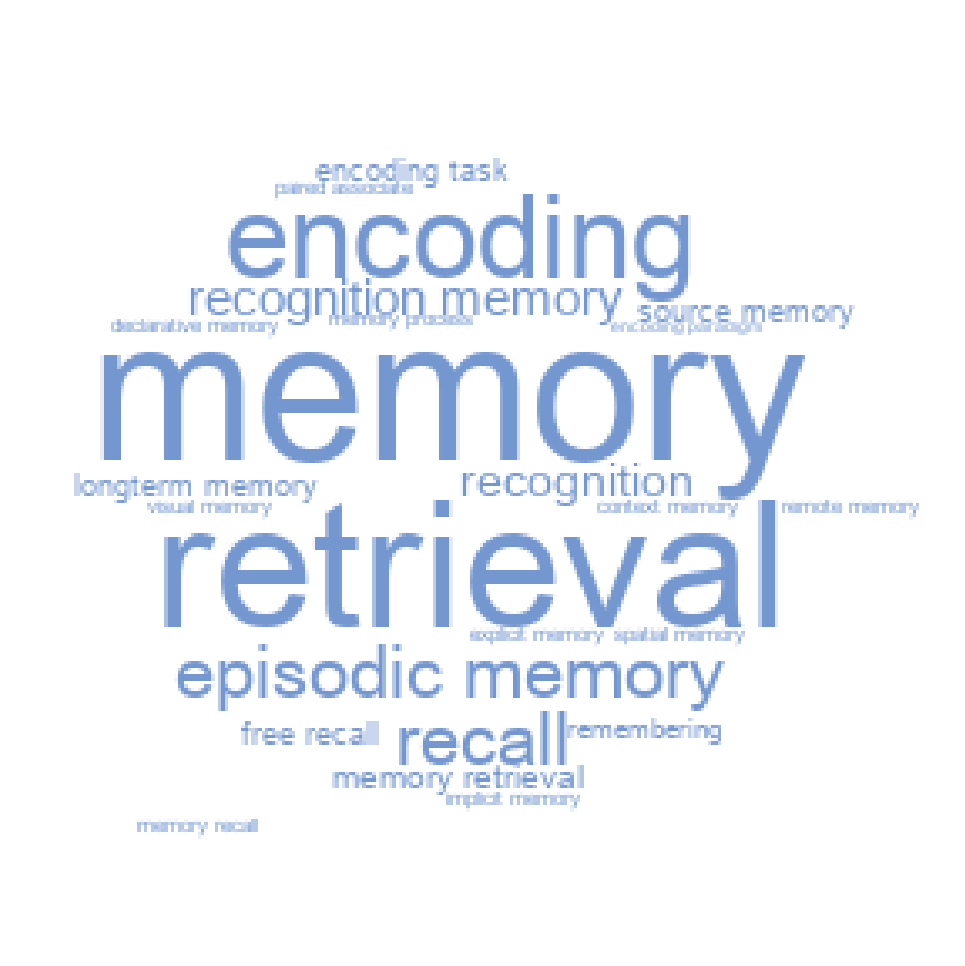 encoding task
paired associate
encoding
recognition memory
source memory
declarative memory
memory process
encoding paradigm
memory
longterm memory
recognition
visual memory
context memory
remote memory
retrieval
explicit memory
spatial memory
episodic memory
free recall
recall
remembering
memory retrieval
implicit memory
memory recall